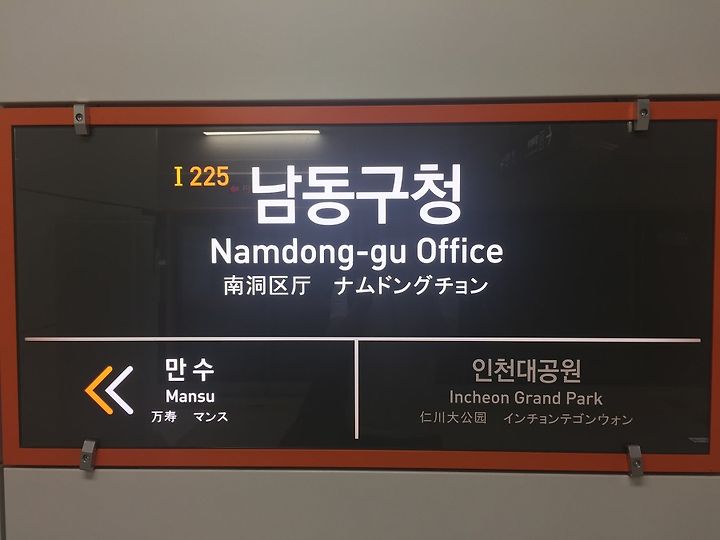 I 225 남동구청
Namdong-gu Office
南洞区厅 ナムドングチョン
만수
Mansu
万寿 マンス
인천대공원
Incheon Grand Park
仁川大公园 インチョンテゴンウォン